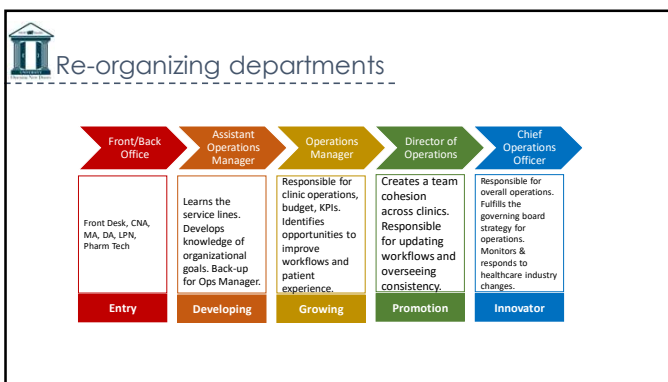 UNIVERSITY
Re-organizing departments
Front/Back
Office
Assistant
Operations
Manager
Operations
Manager
Director of
Operations
Chief
Operations
Officer
Front Desk, CNA,
MA, DA, LPN,
Pharm Tech
Learns the
service lines.
Develops
knowledge of
organizational
goals. Back-up
for Ops Manager.
Responsible for
clinic operations,
budget, KPIs.
Identifies
opportunities to
improve
workflows and
patient
experience.
Creates a team
cohesion
across clinics.
Responsible
for updating
workflows and
overseeing
consistency.
Responsible for
overall operations.
Fulfills the
governing board
strategy for
operations.
Monitors &
responds to
healthcare industry
changes.
Entry
Developing
Growing
Promotion
Innovator